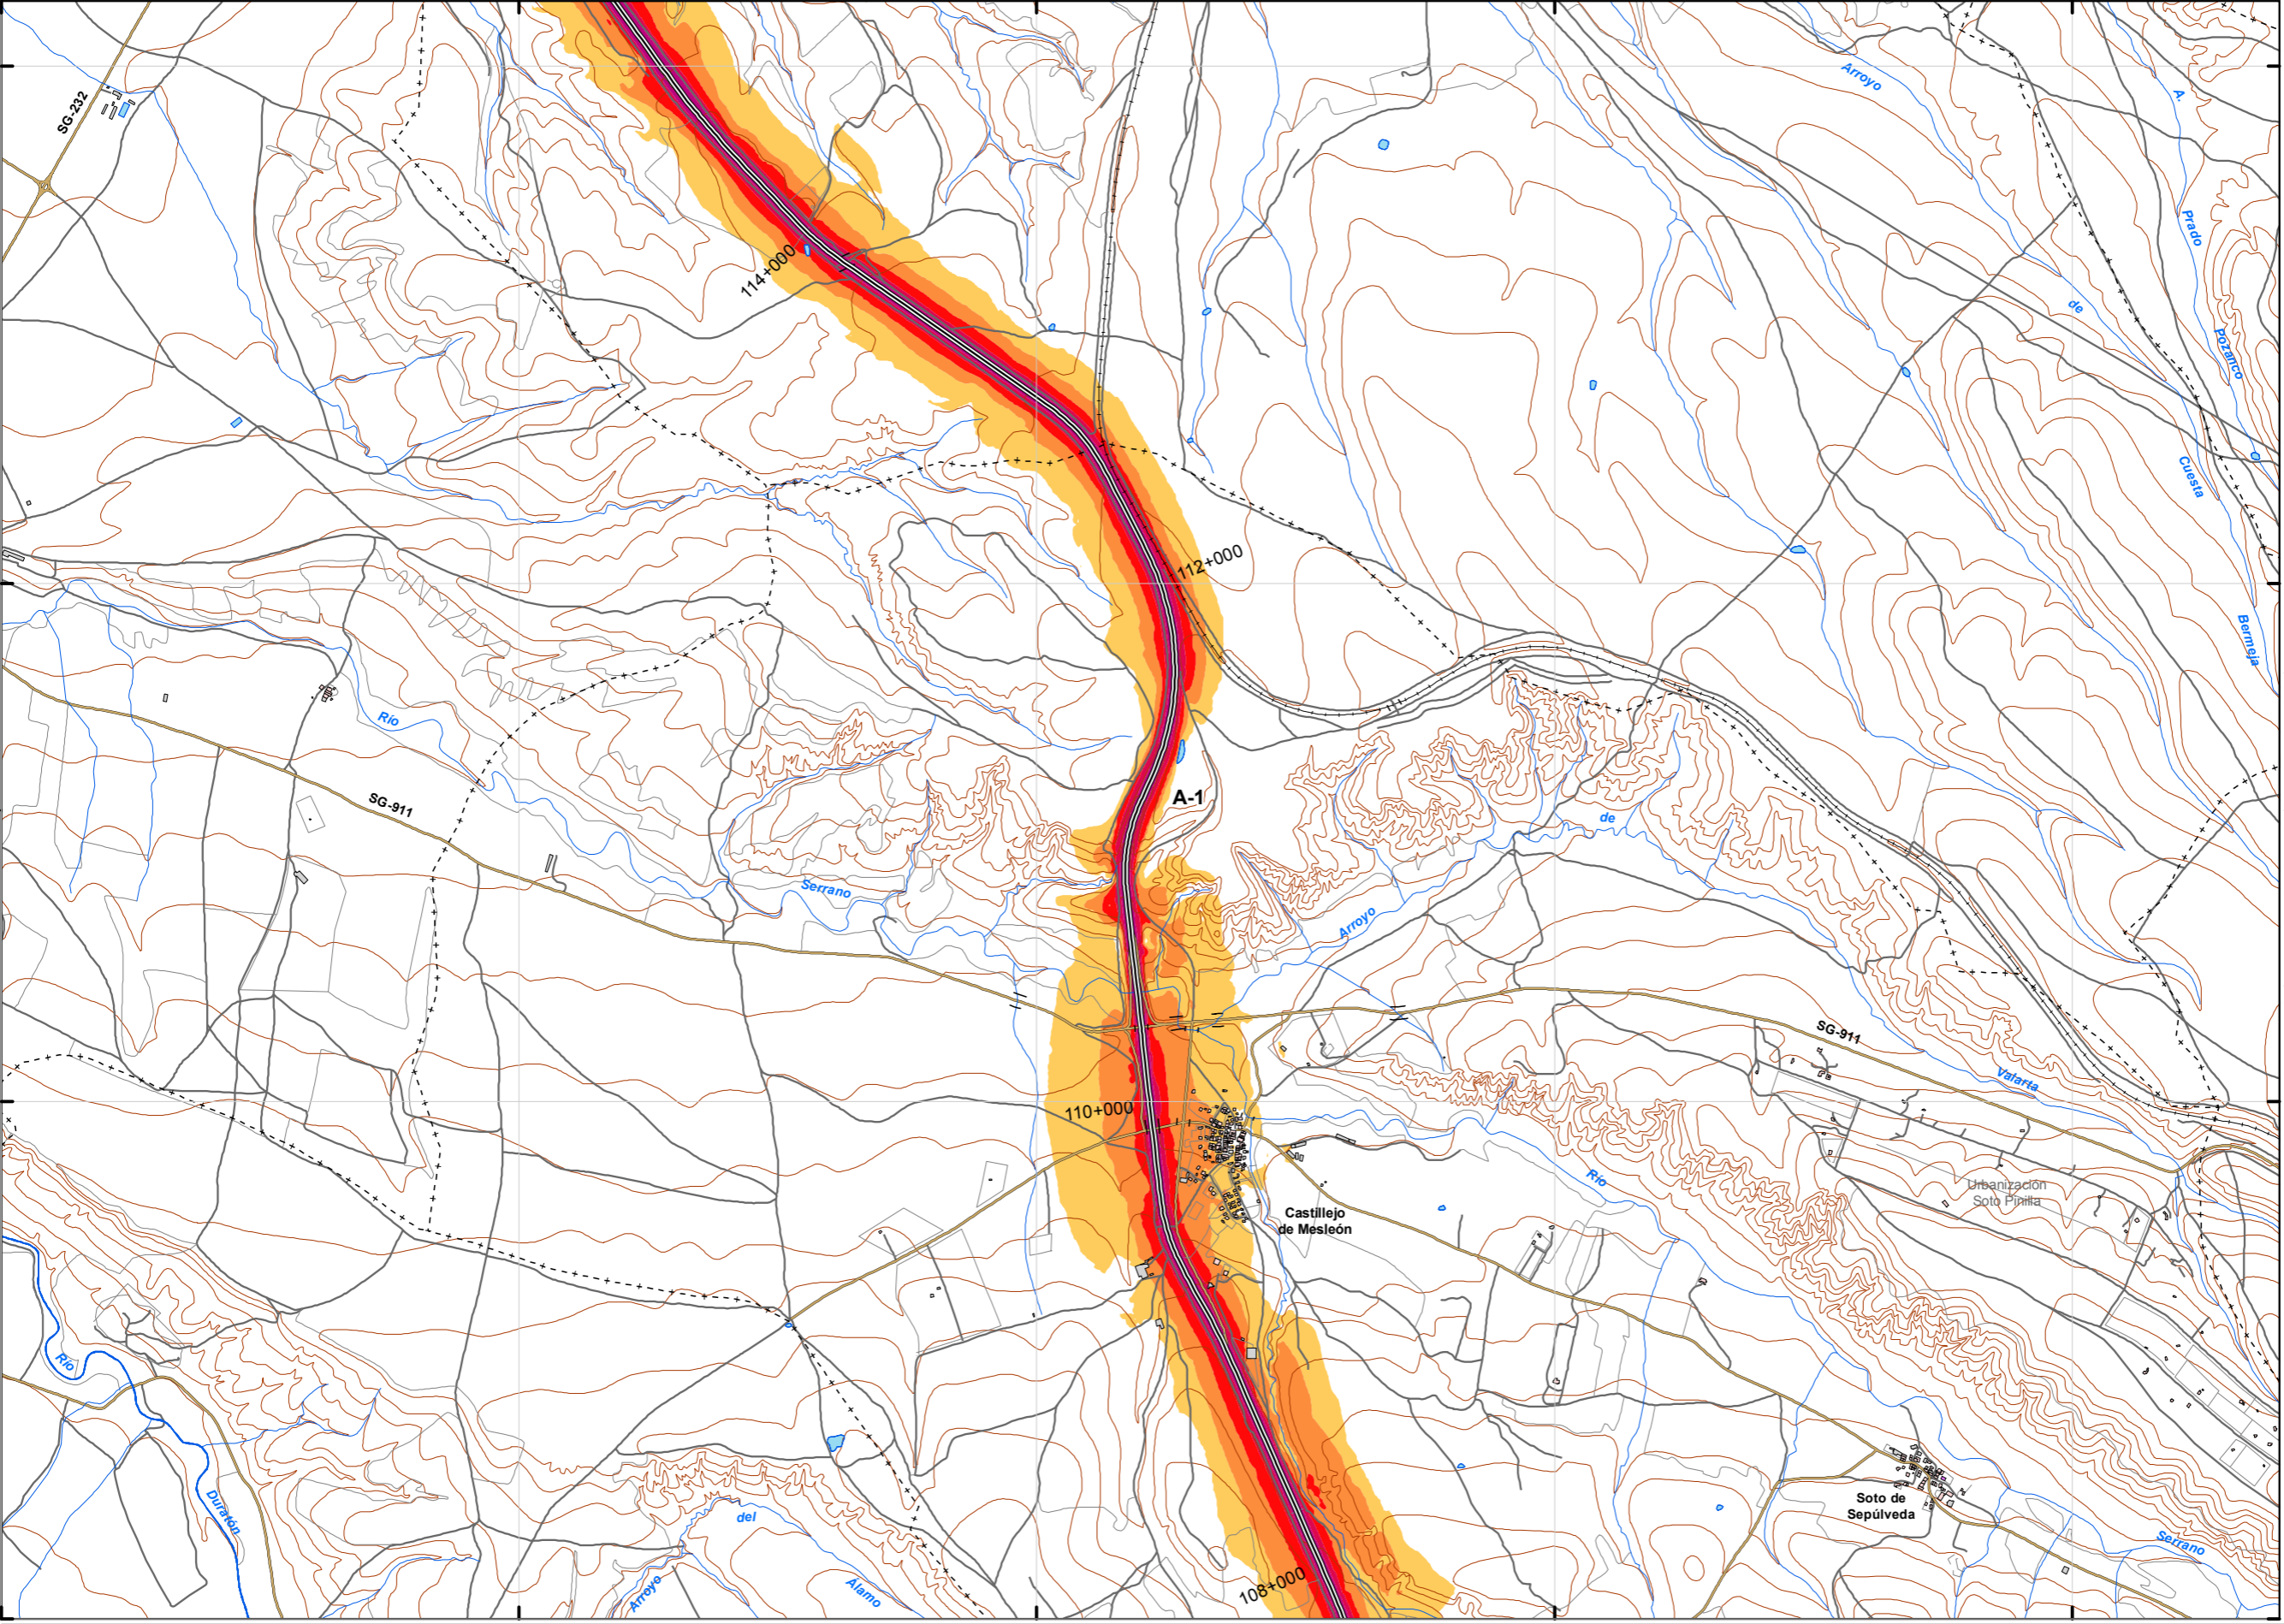 SG-232
Arroyo
A.
Prado
de
Pozanco
114+000
Cuesta
112+000
Bermeja
Río
SG-911
A-1
de
Serrano
Arroyo
SG-911
Valarta
110+000
Río
Urbanización
Soto Pinilla
Castillejo
de Mesleón
Río
Duratón
del
Arroyo
Álamo
108+000
Soto de
Sepúlveda
Serrano